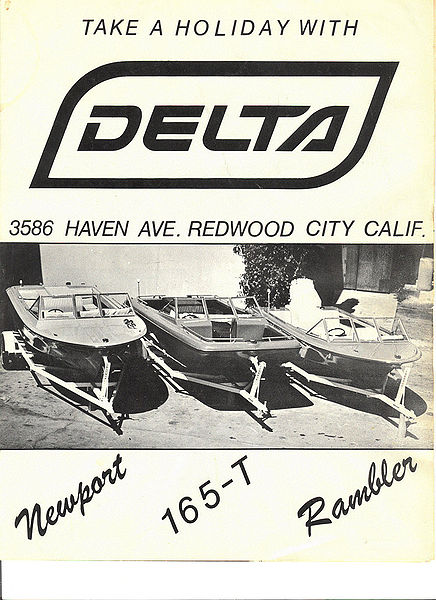 TAKE A HOLIDAY WITH
DELTA
3586 HAVEN AVE. REDWOOD CITY CALIF.
Newport
165-T
Rambler